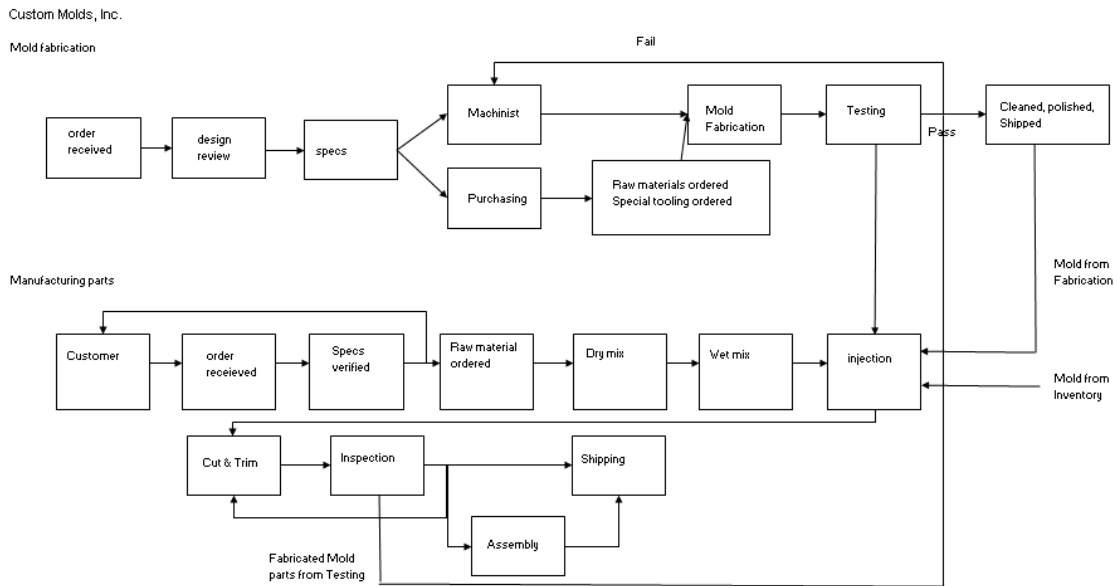 Custom Molds, Inc.
Mold fabrication
Fail
order
received
design
review
specs
Machinist
Purchasing
Raw materials ordered
Special tooling ordered
Mold
Fabrication
Testing
Pass
Cleaned, polished,
Shipped
Mold from
Fabrication
Manufacturing parts
Customer
order
receieved
Specs
verified
Raw material
ordered
Dry mix
Wet mix
injection
Mold from
Inventory
Cut & Trim
Inspection
Shipping
Assembly
Fabricated Mold
parts from Testing